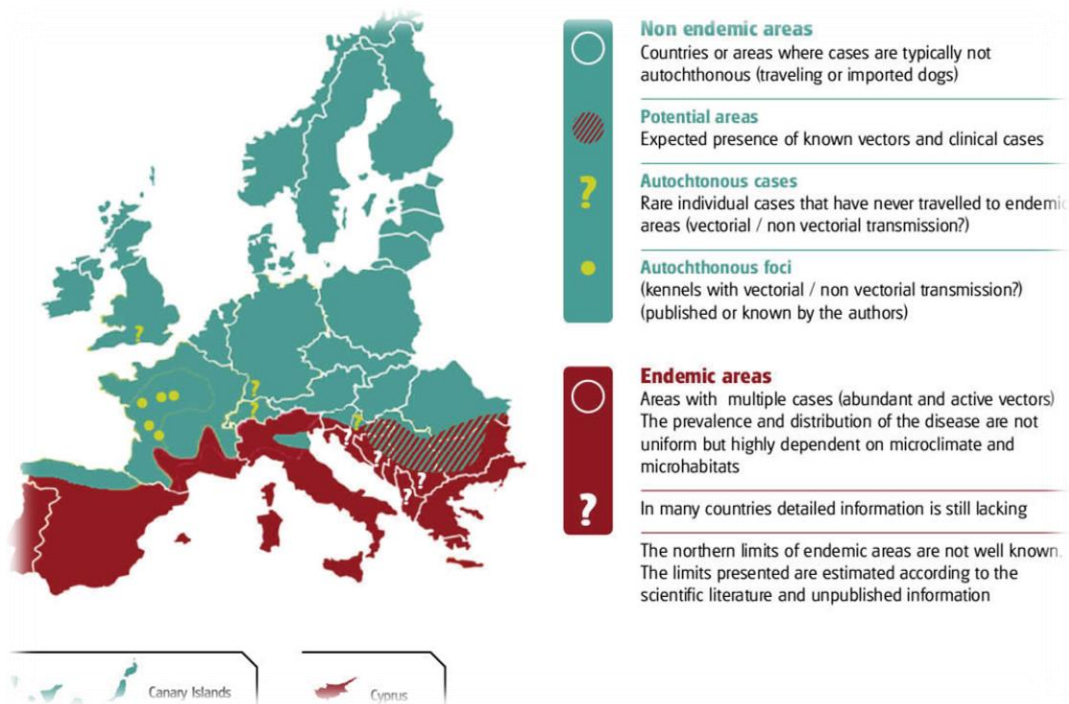 Non endemic areas
Countries or areas where cases are typically not
autochthonous (traveling or imported dogs)
Potential areas
Expected presence of known vectors and clinical cases
?
Autochtonous cases
Rare individual cases that have never travelled to endemic
areas (vectorial / non vectorial transmission?)
Autochthonous foci
(kennels with vectorial / non vectorial transmission?)
(published or known by the authors)
Endemic areas
Areas with multiple cases (abundant and active vectors)
The prevalence and distribution of the disease are not
uniform but highly dependent on microclimate and
microhabitats
?
In many countries detailed information is still lacking
The northern limits of endemic areas are not well known.
The limits presented are estimated according to the
scientific literature and unpublished information
?
?
?
?
?
?
?
?
?
Canary Islands
Cyprus